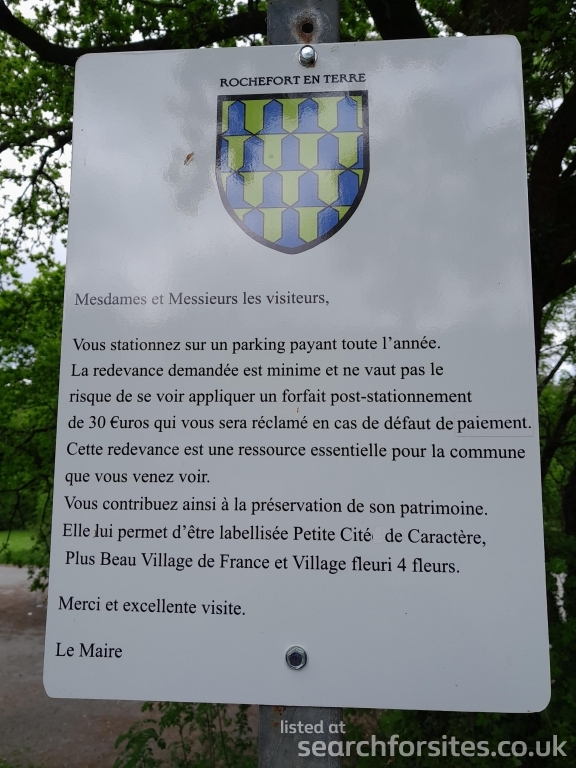 ROCHEFORT EN TERRE
Mesdames et Messieurs les visiteurs,
Vous stationnez sur un parking payant toute l'année.
La redevance demandée est minime et ne vaut pas le
risque de se voir appliquer un forfait post-stationnement
de 30 €uros qui vous sera réclamé en cas de défaut de paiement.
Cette redevance est une ressource essentielle pour la commune
que vous venez voir.
Vous contribuez ainsi à la préservation de son patrimoine.
Elle lui permet d'être labellisée Petite Cité de Caractère,
Plus Beau Village de France et Village fleuri 4 fleurs.
Merci et excellente visite.
Le Maire
listed at
searchforsites.co.uk